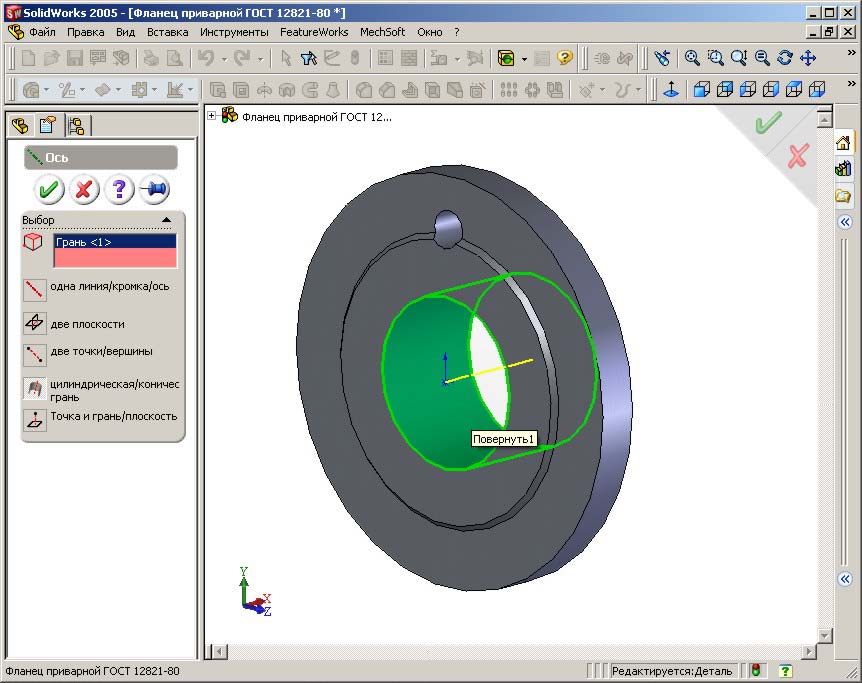 SolidWorks 2005 - [Фланец приварной ГОСТ 12821-80 *]
Файл Правка Вид Вставка Инструменты FeatureWorks MechSoft Окно ?
Фланец приварной ГОСТ 12...
Ось
Выбор
Грань <1>
одна линия/кромка/ось
две плоскости
две точки/вершины
цилиндрическая/коничес
грань
Точка и грань/плоскость
Повернуть1
Y
X
Z
Фланец приварной ГОСТ 12821-80
Редактируется:Деталь